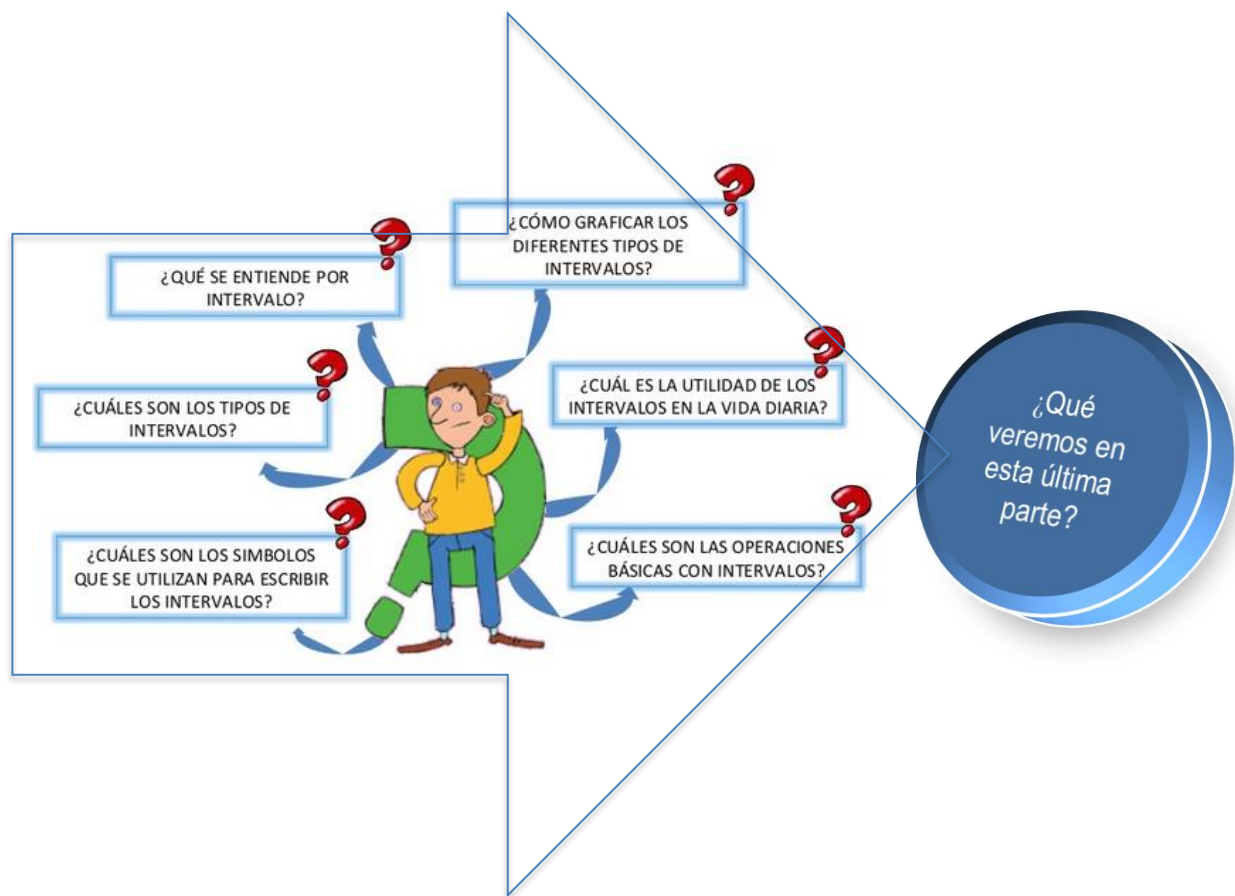 ¿CÓMO GRAFICAR LOS
DIFERENTES TIPOS DE
INTERVALOS?
¿QUÉ SE ENTIENDE POR
INTERVALO?
¿CUÁL ES LA UTILIDAD DE LOS
INTERVALOS EN LA VIDA DIARIA?
¿CUÁLES SON LOS TIPOS DE
INTERVALOS?
¿CUÁLES SON LOS SIMBOLOS
QUE SE UTILIZAN PARA ESCRIBIR
LOS INTERVALOS?
¿CUÁLES SON LAS OPERACIONES
BÁSICAS CON INTERVALOS?
¿Qué
veremos en
esta última
parte?